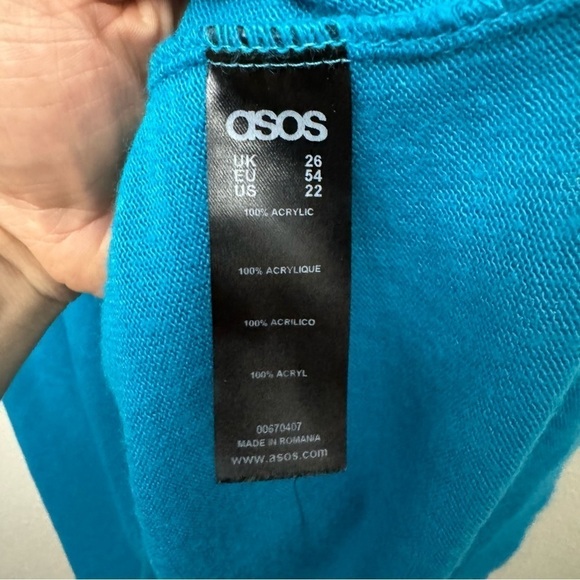 asos
UK 26
EU 54
US 22
100% ACRYLIC
100% ACRYLIQUE
100% ACRILICO
100% ACRYL
00670407
MADE IN ROMANIA
www.asos.com